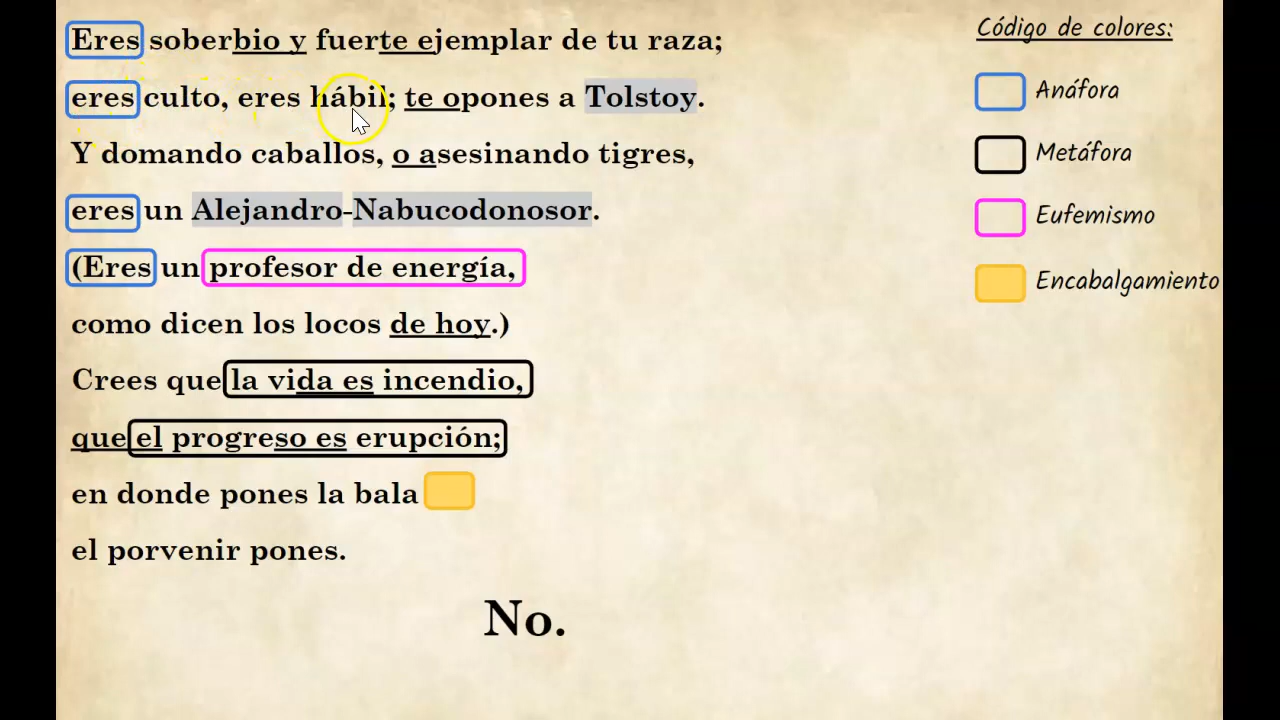 Eres soberbio y fuerte ejemplar de tu raza;
eres culto, eres hábil; te opones a Tolstoy.
Y domando caballos, o asesinando tigres,
eres un Alejandro-Nabucodonosor.
(Eres un profesor de energía,
como dicen los locos de hoy.)
Crees que la vida es incendio,
que el progreso es erupción;
en donde pones la bala
el porvenir pones.
No.
Código de colores:
Anáfora
Metáfora
Eufemismo
Encabalgamiento